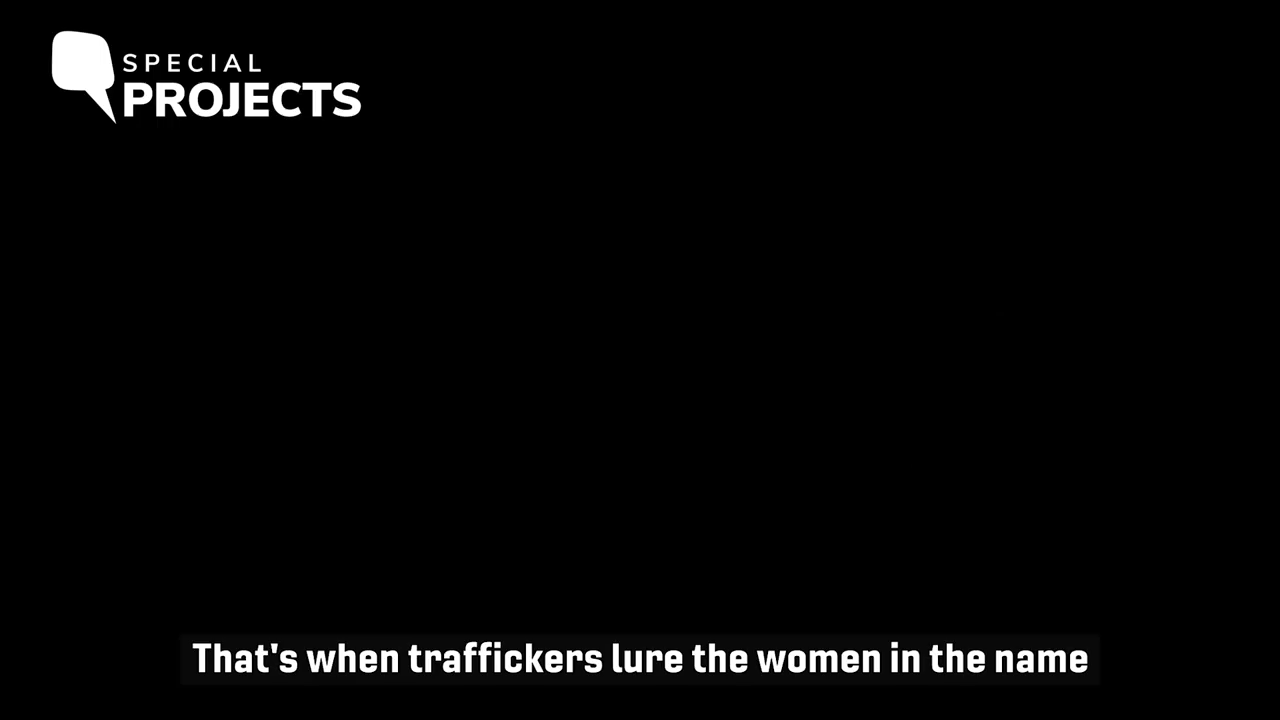 SPECIAL
PROJECTS
That's when traffickers lure the women in the name